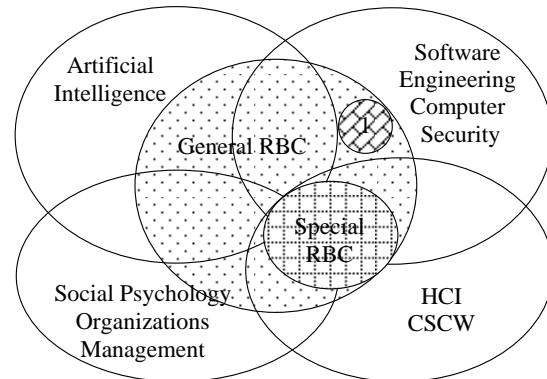 Artificial
Intelligence
Software
Engineering
Computer
Security
1
General RBC
Special
RBC
Social Psychology
Organizations
Management
HCI
CSCW